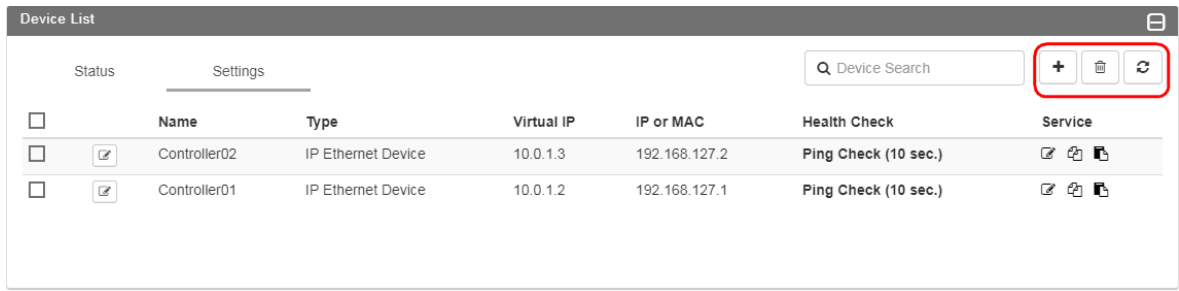 Device List
Status Settings Device Search
Name Type Virtual IP IP or MAC Health Check Service
Controller02 IP Ethernet Device 10.0.1.3 192.168.127.2 Ping Check (10 sec.)
Controller01 IP Ethernet Device 10.0.1.2 192.168.127.1 Ping Check (10 sec.)